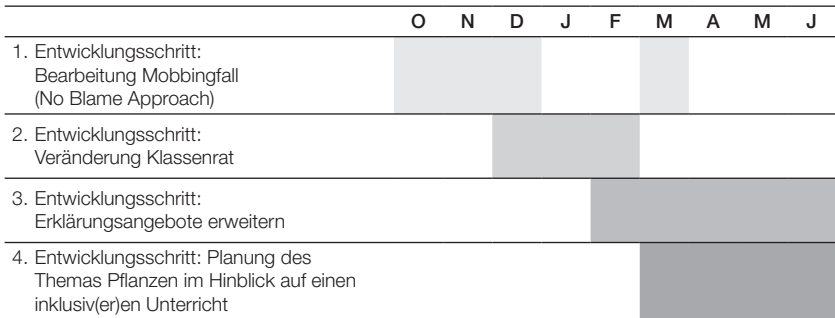 O N D J F M A M J
1. Entwicklungsschritt:
Bearbeitung Mobbingfall
(No Blame Approach)
2. Entwicklungsschritt:
Veränderung Klassenrat
3. Entwicklungsschritt:
Erklärungsangebote erweitern
4. Entwicklungsschritt: Planung des
Themas Pflanzen im Hinblick auf einen
inklusiv(er)en Unterricht